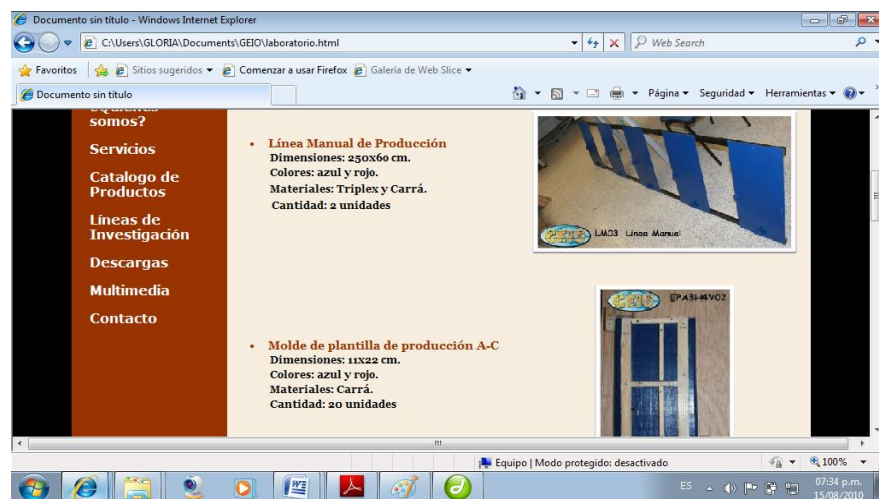 Documento sin título - Windows Internet Explorer
C:\Users\GLORIA\Documents\GEIO\laboratorio.html
Web Search
Favoritos
Sitios sugeridos
Comenzar a usar Firefox
Galería de Web Slice
Documento sin título
Página
Seguridad
Herramientas
somos?
Servicios
Catalogo de
Productos
Líneas de
Investigación
Descargas
Multimedia
Contacto
• Línea Manual de Producción
Dimensiones: 250x60 cm.
Colores: azul y rojo.
Materiales: Triplex y Carrá.
Cantidad: 2 unidades
LM03 Linea Manual
GEIO EPA3H4V02
• Molde de plantilla de producción A-C
Dimensiones: 11x22 cm.
Colores: azul y rojo.
Materiales: Carrá.
Cantidad: 20 unidades
Equipo | Modo protegido: desactivado
100%
ES
07:34 p.m.
15/08/2010